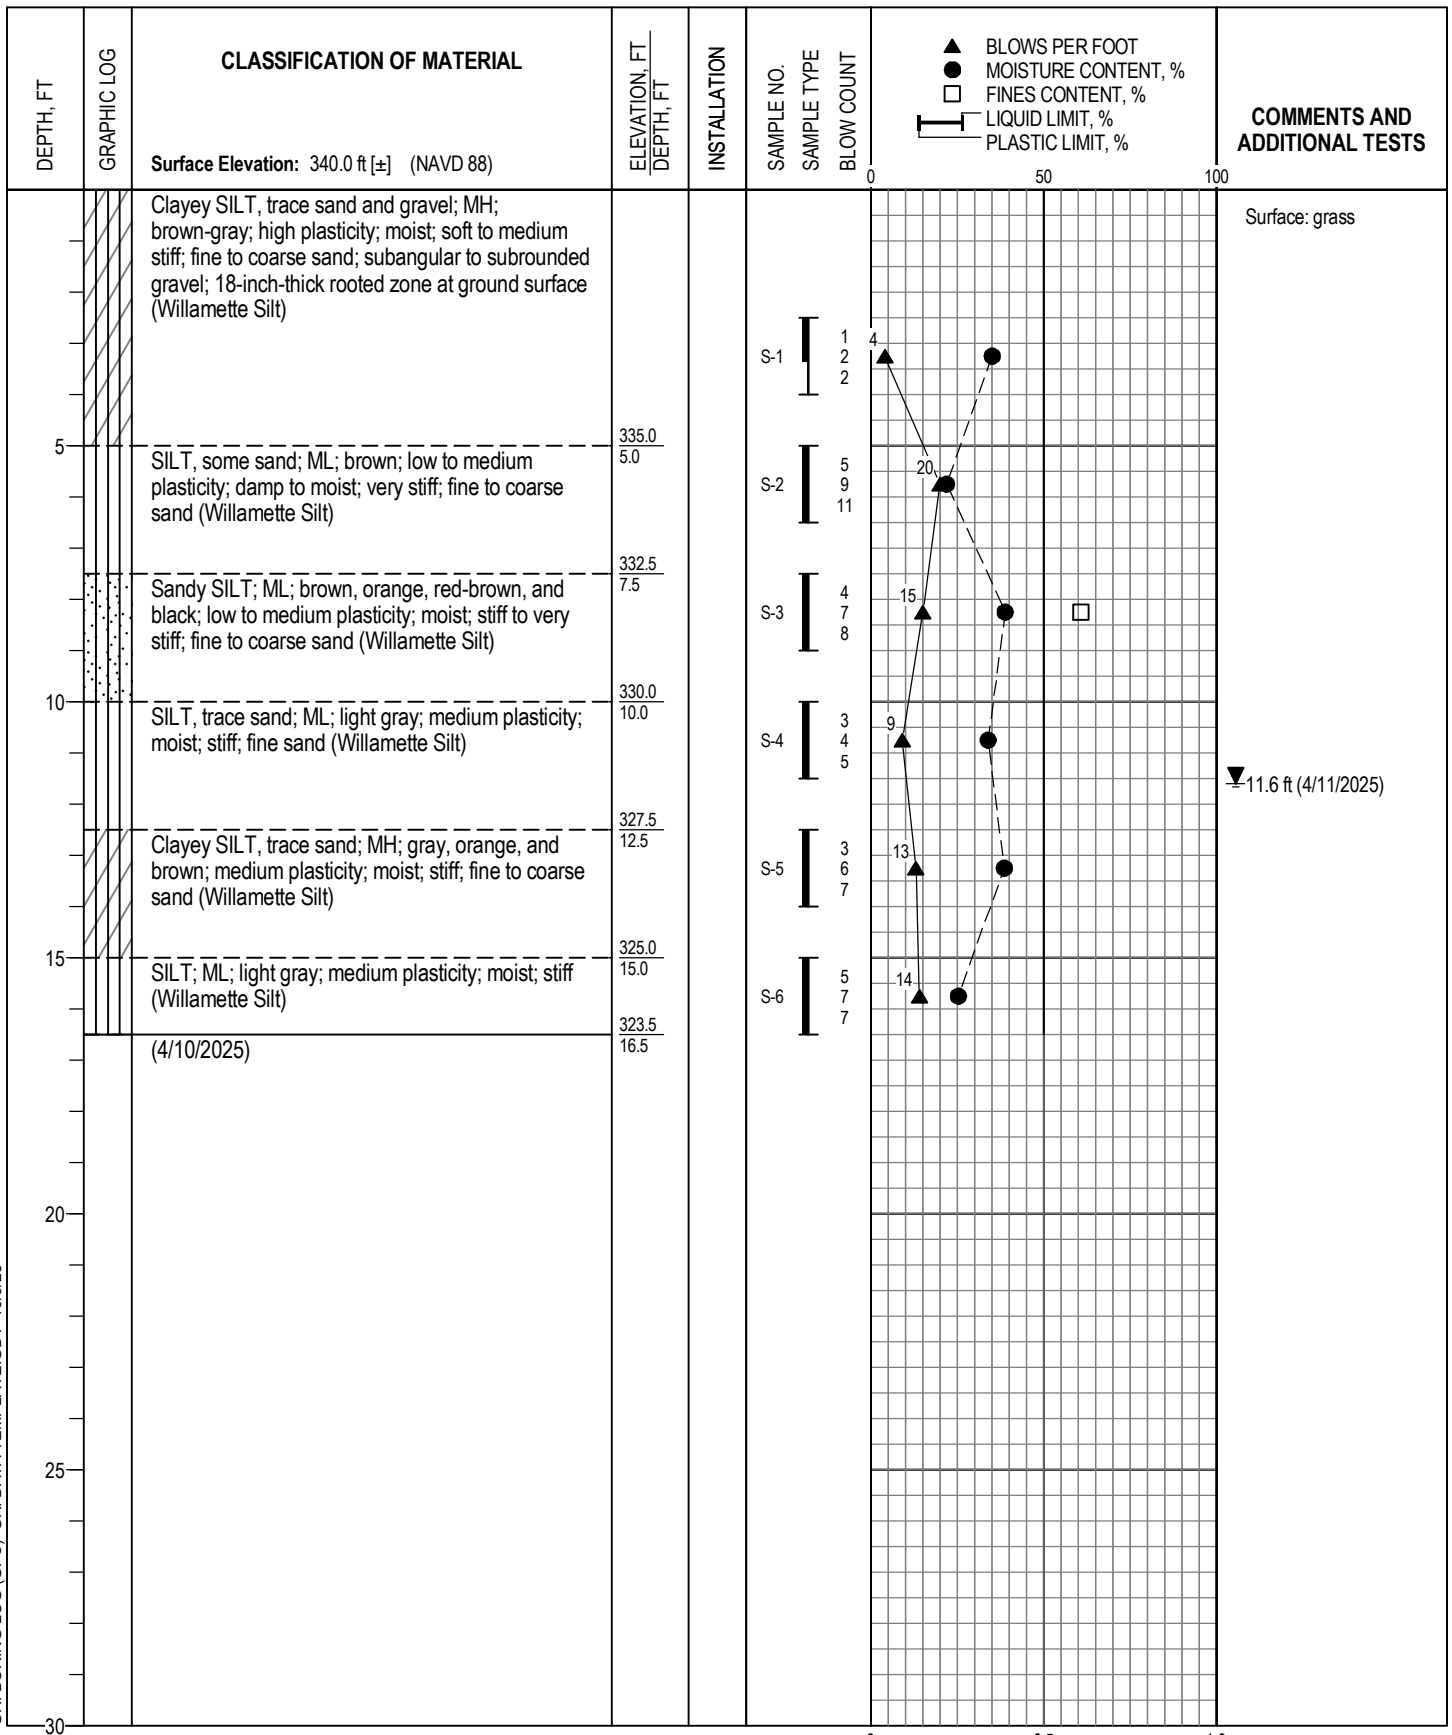 DEPTH, FT
GRAPHIC LOG
CLASSIFICATION OF MATERIAL
Surface Elevation: 340.0 ft [±] (NAVD 88)
ELEVATION, FT
DEPTH, FT
INSTALLATION
SAMPLE NO.
SAMPLE TYPE
BLOW COUNT
BLOWS PER FOOT
MOISTURE CONTENT, %
FINES CONTENT, %
LIQUID LIMIT, %
PLASTIC LIMIT, %
0 50 100
COMMENTS AND
ADDITIONAL TESTS
Clayey SILT, trace sand and gravel; MH;
brown-gray; high plasticity; moist; soft to medium
stiff; fine to coarse sand; subangular to subrounded
gravel; 18-inch-thick rooted zone at ground surface
(Willamette Silt)
Surface: grass
S-1
1
2
2
4
5
335.0
5.0
SILT, some sand; ML; brown; low to medium
plasticity; damp to moist; very stiff; fine to coarse
sand (Willamette Silt)
S-2
5
9
11
20
332.5
7.5
Sandy SILT; ML; brown, orange, red-brown, and
black; low to medium plasticity; moist; stiff to very
stiff; fine to coarse sand (Willamette Silt)
S-3
4
7
8
15
10
330.0
10.0
SILT, trace sand; ML; light gray; medium plasticity;
moist; stiff; fine sand (Willamette Silt)
S-4
3
4
5
9
11.6 ft (4/11/2025)
327.5
12.5
Clayey SILT, trace sand; MH; gray, orange, and
brown; medium plasticity; moist; stiff; fine to coarse
sand (Willamette Silt)
S-5
3
6
7
13
15
325.0
15.0
SILT; ML; light gray; medium plasticity; moist; stiff
(Willamette Silt)
S-6
5
7
7
14
323.5
16.5
(4/10/2025)
20
25
30